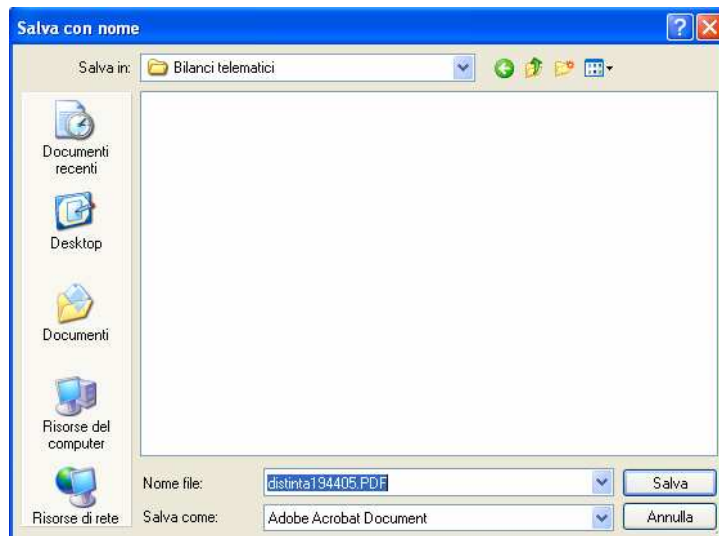 Salva con nome
Salva in:
Bilanci telematici
Documenti
recenti
Desktop
Documenti
Risorse del
computer
Risorse di rete
Nome file:
distinta194405.PDF
Salva
Salva come:
Adobe Acrobat Document
Annulla